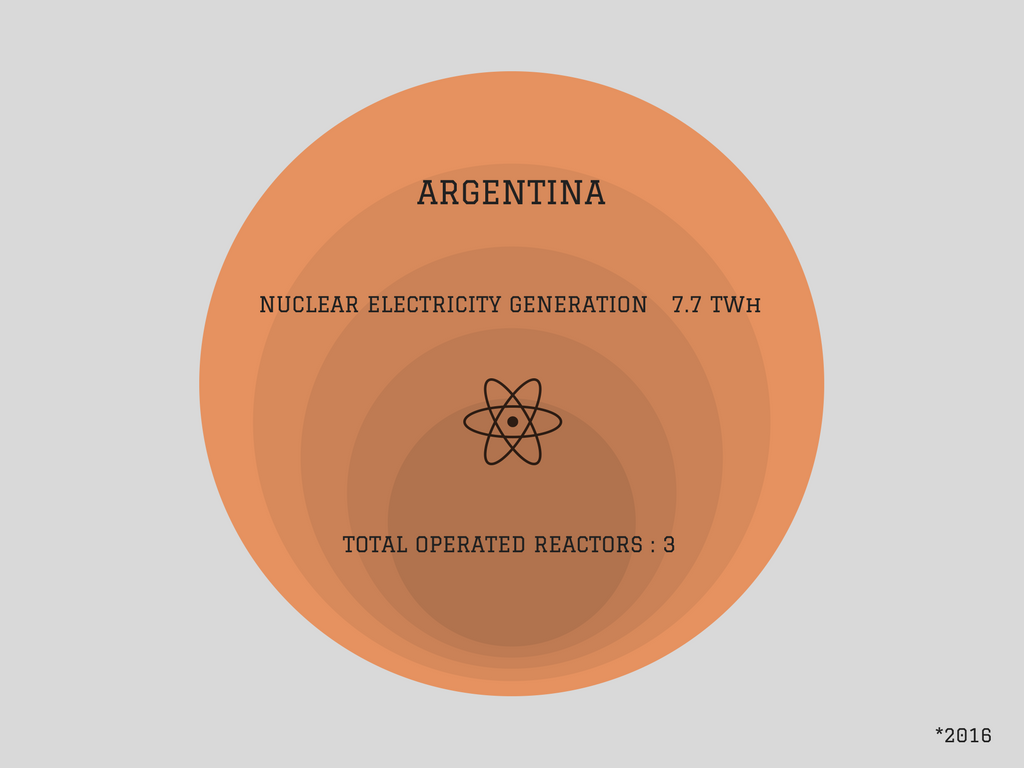 ARGENTINA
NUCLEAR ELECTRICITY GENERATION 7.7 TWH
TOTAL OPERATED REACTORS : 3
*2016